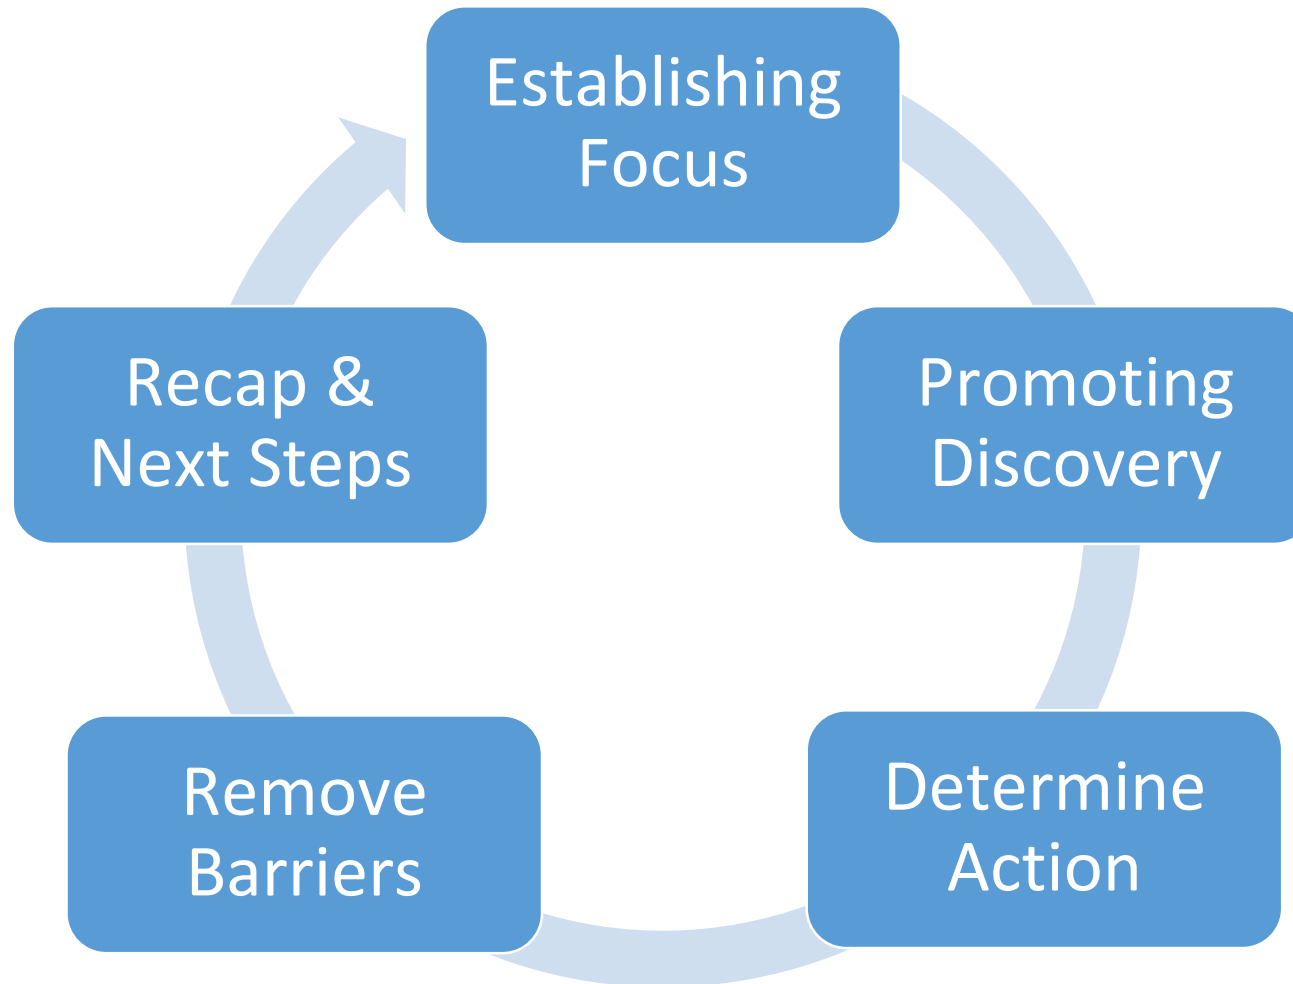 Establishing
Focus
Promoting
Discovery
Determine
Action
Remove
Barriers
Recap &
Next Steps